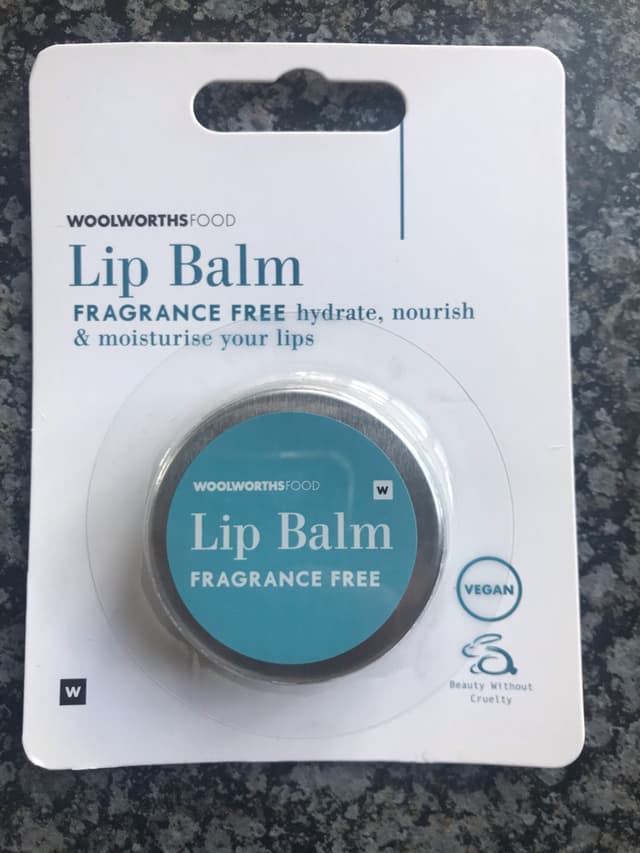 WOOLWORTHSFOOD
Lip Balm
FRAGRANCE FREE hydrate, nourish
& moisturise your lips
WOOLWORTHSFOOD
W
Lip Balm
FRAGRANCE FREE
VEGAN
W
Beauty Without
Cruelty